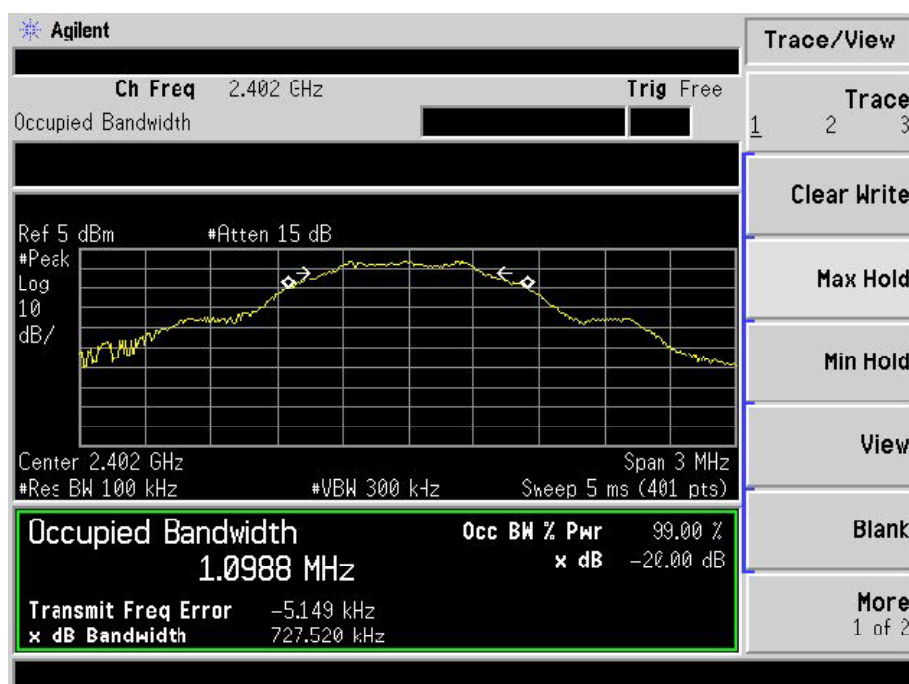 Agilent
Trace/View
Ch Freq 2.402 GHz Trig Free
Occupied Bandwidth
Trace
1 2 3
Clear Write
Ref 5 dBm #Atten 15 dB
#Peak
Log
10
dB/
Max Hold
Min Hold
View
Center 2.402 GHz Span 3 MHz
#Res BW 100 kHz #VBW 300 kHz Sweep 5 ms (401 pts)
Occupied Bandwidth
1.0988 MHz
Occ BW % Pwr 99.00 %
x dB -20.00 dB
Transmit Freq Error -5.149 kHz
x dB Bandwidth 727.520 kHz
Blank
More
1 of 2